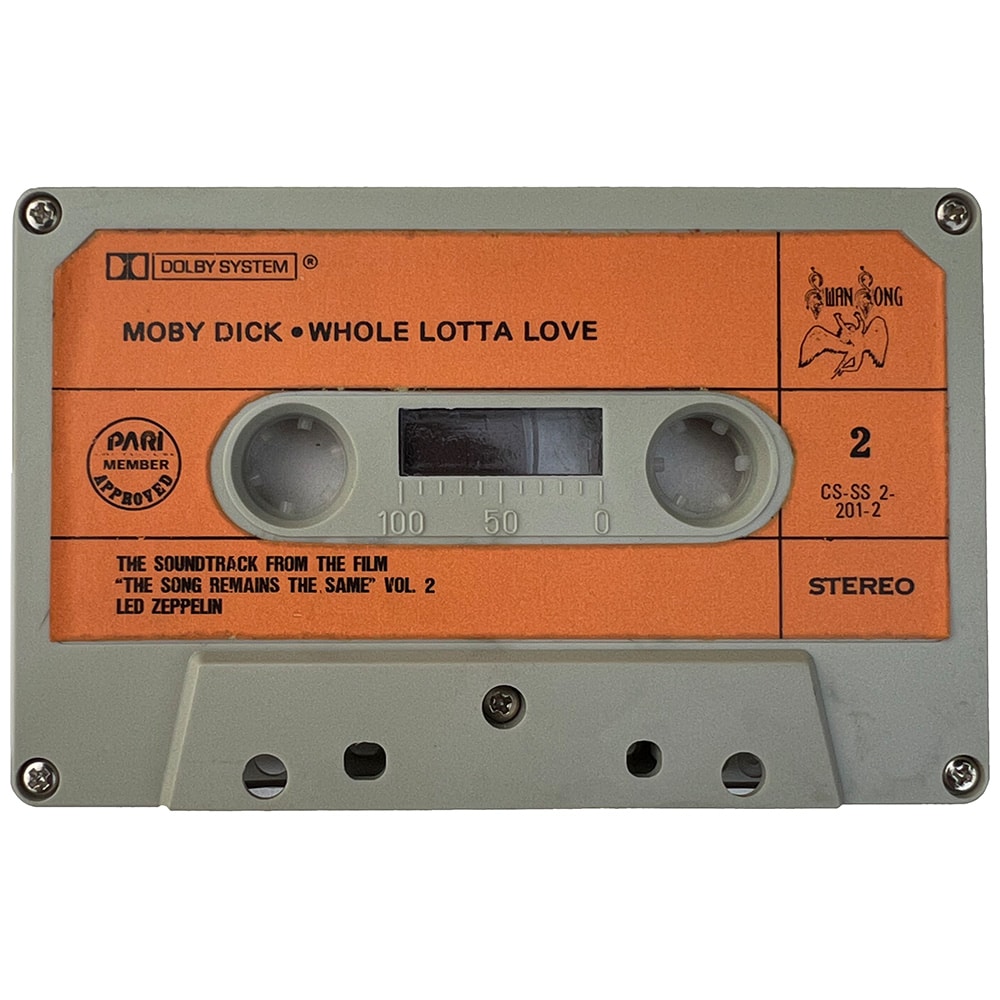 DOLBY SYSTEM ®
MOBY DICK • WHOLE LOTTA LOVE
SWAN SONG
PARI
MEMBER
APPROVED
2
CS-SS 2-
201-2
100 50 0
THE SOUNDTRACK FROM THE FILM
"THE SONG REMAINS THE SAME" VOL. 2
LED ZEPPELIN
STEREO